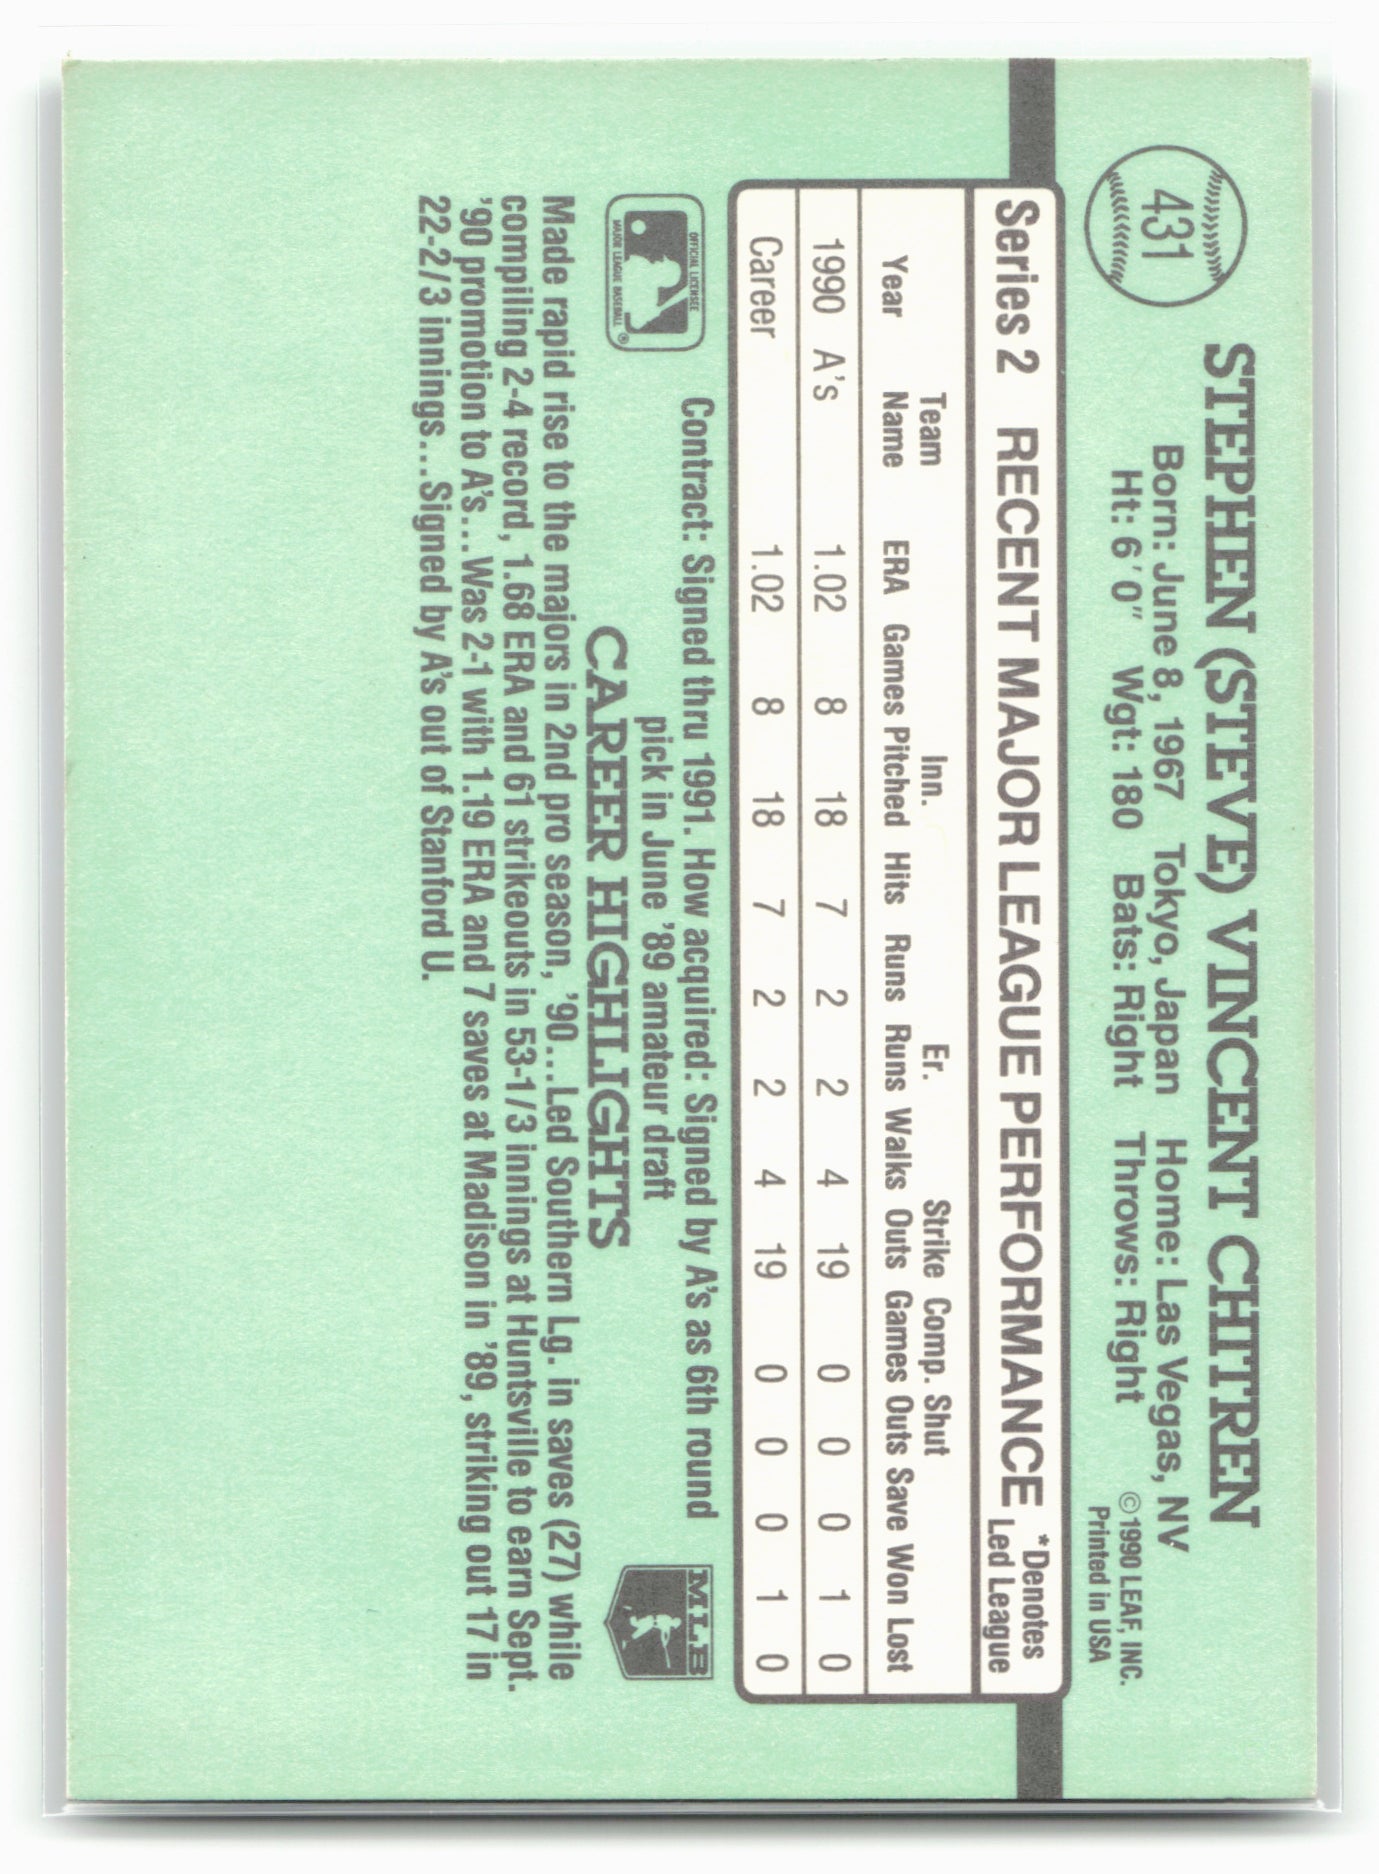 431
STEPHEN (STEVE) VINCENT CHITREN
Born: June 8, 1967 Tokyo, Japan Home: Las Vegas, NV
Ht: 6'0" Wgt: 180 Bats: Right Throws: Right
©1990 LEAF, INC.
Printed in USA
Series 2 RECENT MAJOR LEAGUE PERFORMANCE *Denotes
Led League
Team Inn. Er. Strike Comp. Shut
Year Name ERA Games Pitched Hits Runs Runs Walks Outs Games Outs Save Won Lost
1990 A's 1.02 8 18 7 2 2 4 19 0 0 0 1 0
Career 1.02 8 18 7 2 2 4 19 0 0 0 1 0
OFFICIAL LICENSEE
MAJOR LEAGUE BASEBALL ®
Contract: Signed thru 1991. How acquired: Signed by A's as 6th round
pick in June '89 amateur draft
MLB
CAREER HIGHLIGHTS
Made rapid rise to the majors in 2nd pro season, '90...Led Southern Lg. in saves (27) while
compiling 2-4 record, 1.68 ERA and 61 strikeouts in 53-1/3 innings at Huntsville to earn Sept.
'90 promotion to A's...Was 2-1 with 1.19 ERA and 7 saves at Madison in '89, striking out 17 in
22-2/3 innings...Signed by A's out of Stanford U.